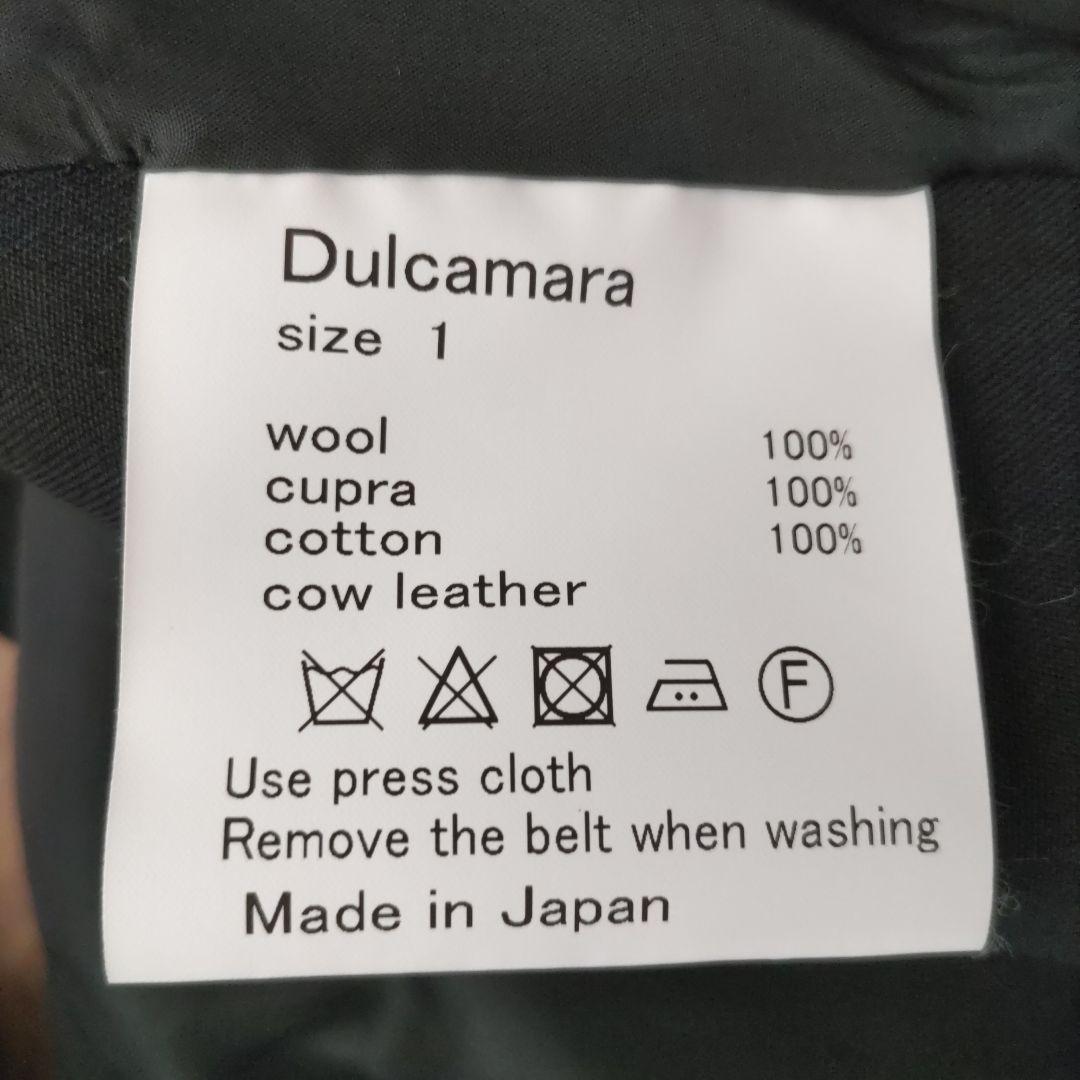 Dulcamara
size 1
wool 100%
cupra 100%
cotton 100%
cow leather
F
Use press cloth
Remove the belt when washing
Made in Japan